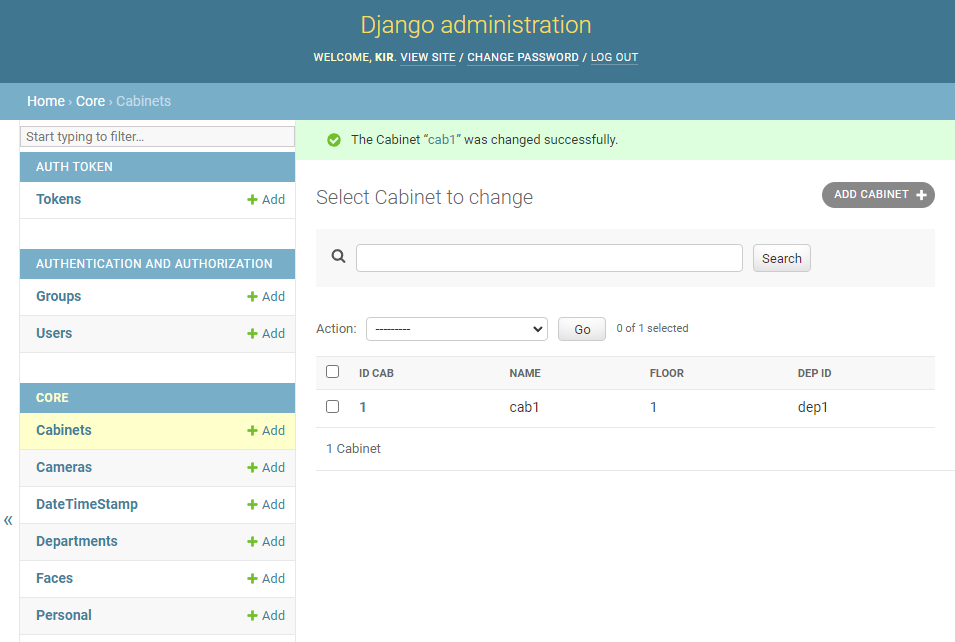 Django administration
WELCOME, KIR. VIEW SITE / CHANGE PASSWORD / LOG OUT
Home › Core › Cabinets
Start typing to filter...
AUTH TOKEN
Tokens + Add
AUTHENTICATION AND AUTHORIZATION
Groups + Add
Users + Add
CORE
Cabinets + Add
Cameras + Add
DateTimeStamp + Add
Departments + Add
Faces + Add
Personal + Add
«
The Cabinet “cab1” was changed successfully.
Select Cabinet to change
ADD CABINET +
Search
Action: --------- Go 0 of 1 selected
ID CAB NAME FLOOR DEP ID
1 cab1 1 dep1
1 Cabinet